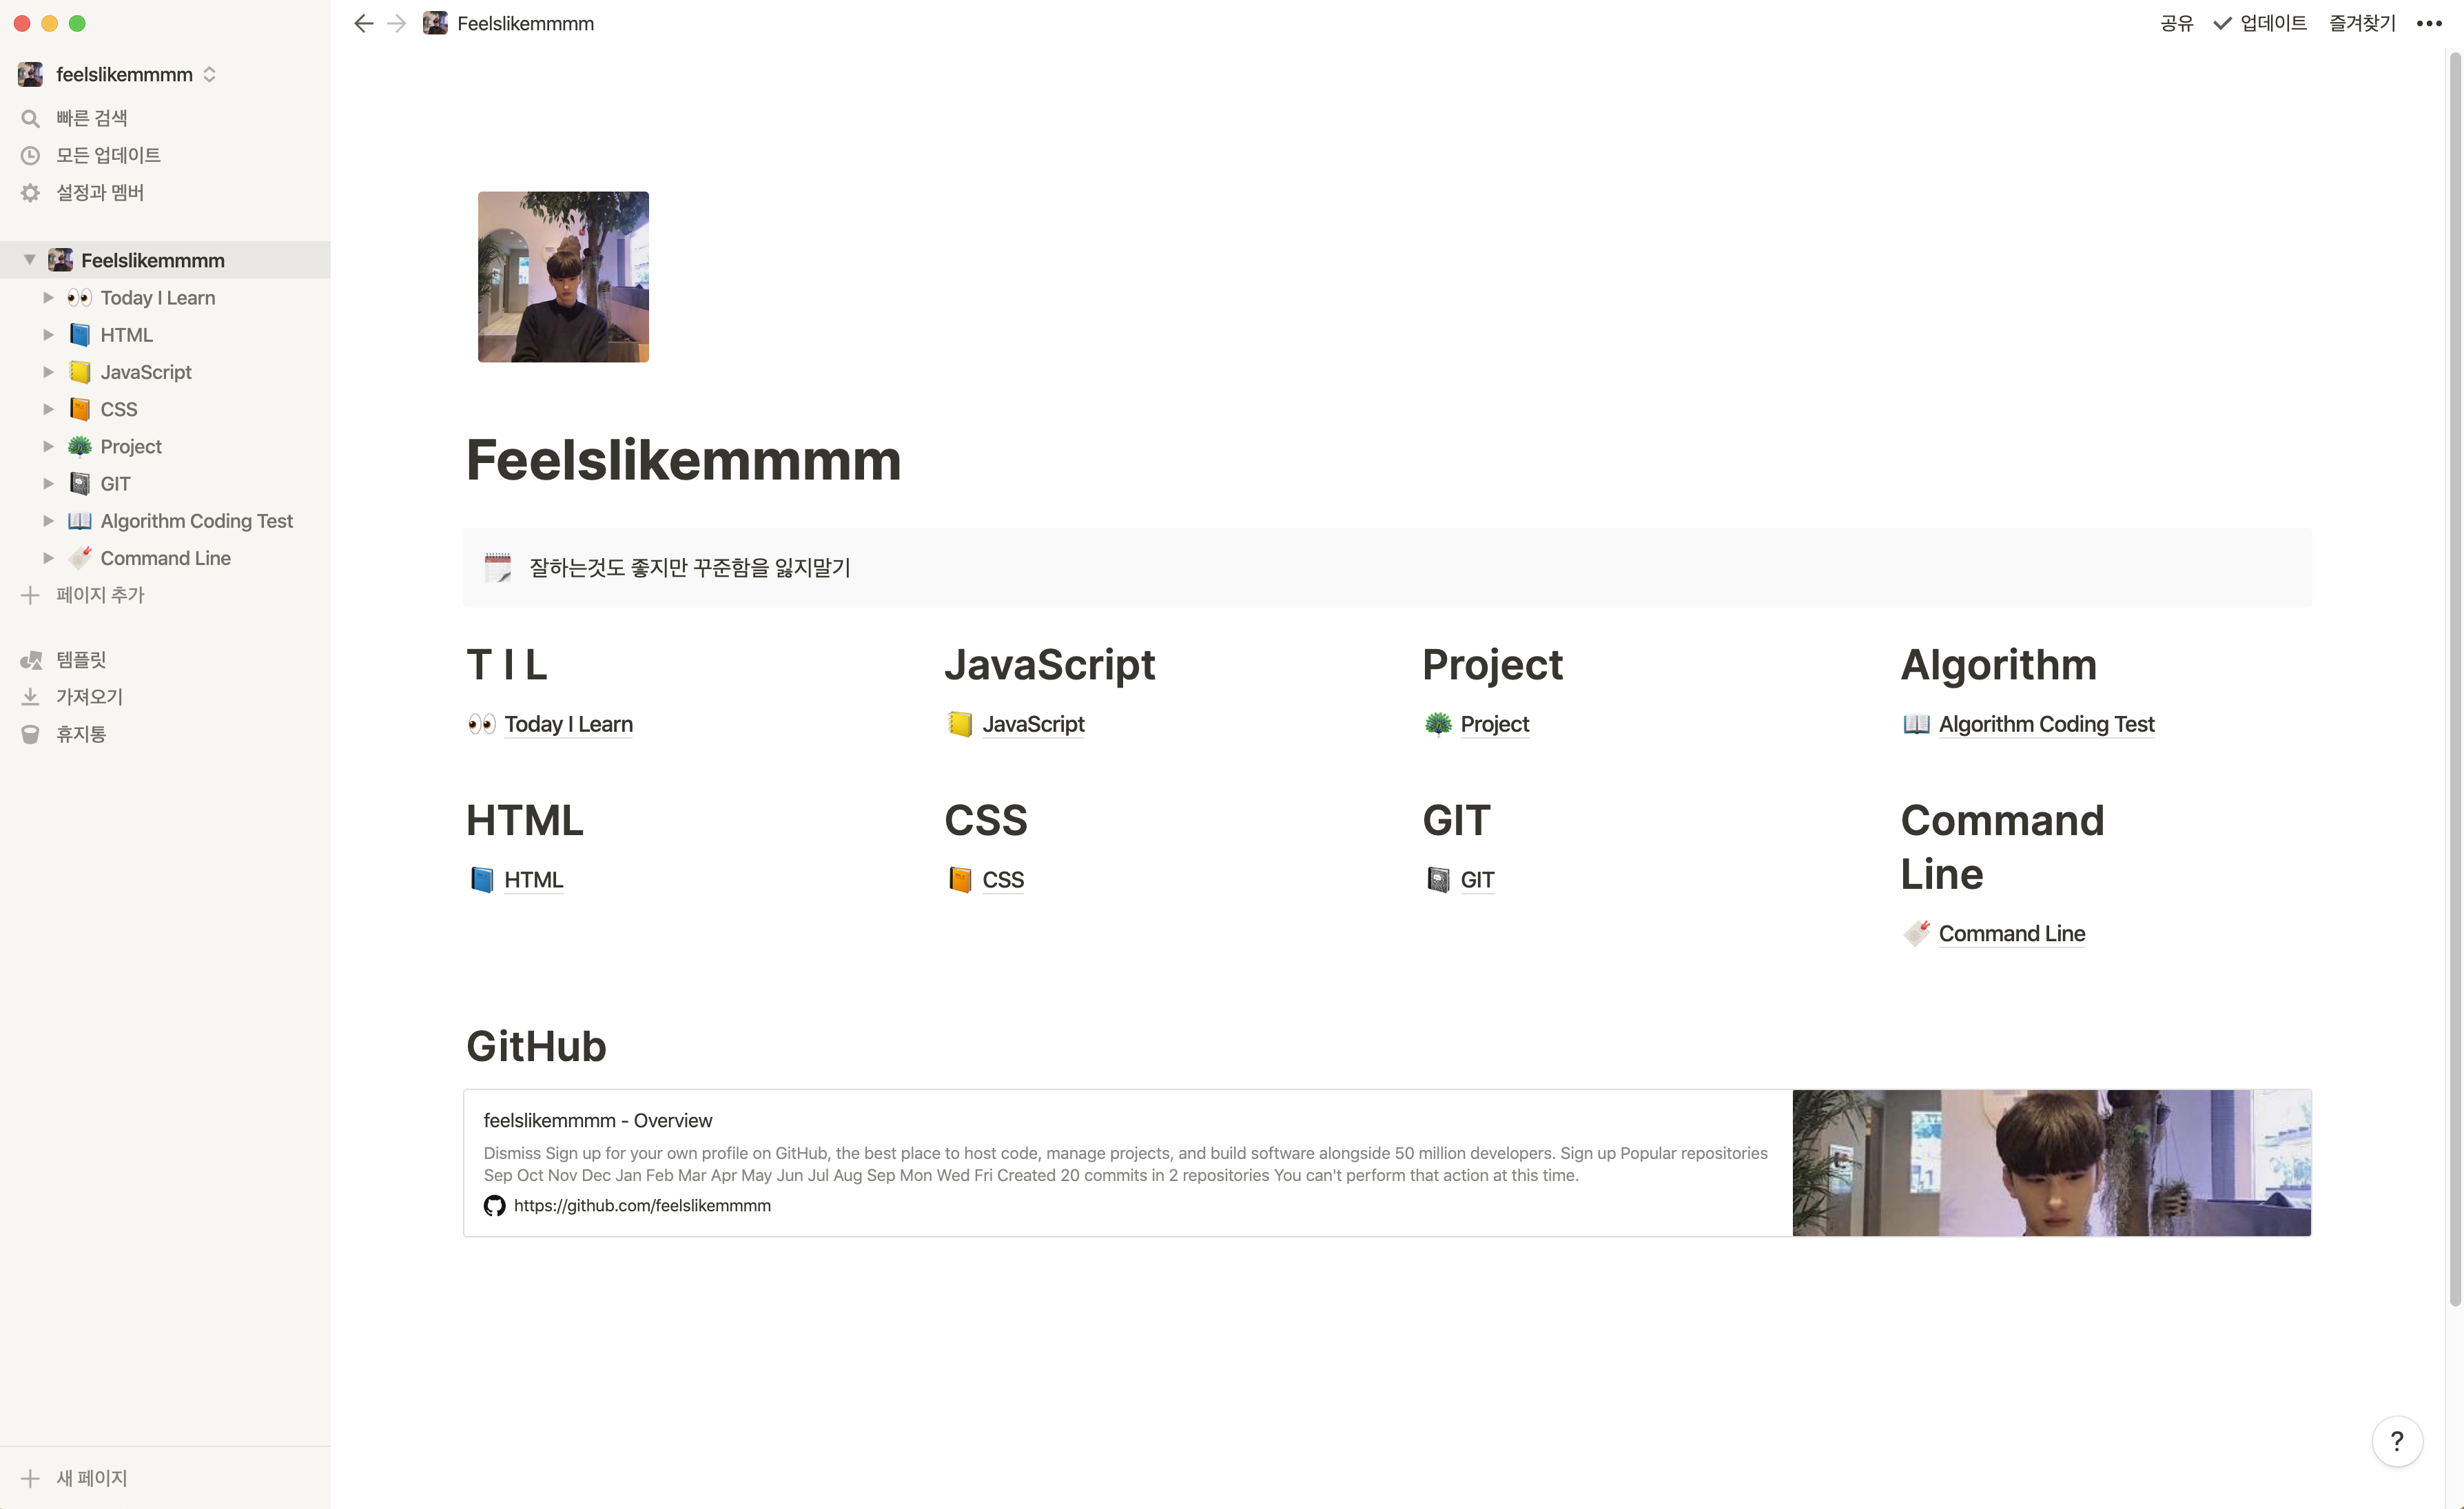 Feelslikemmmm
공유
업데이트
즐겨찾기
feelslikemmmm
빠른 검색
모든 업데이트
설정과 멤버
Feelslikemmmm
Today I Learn
HTML
JavaScript
CSS
Project
GIT
Algorithm Coding Test
Command Line
페이지 추가
템플릿
가져오기
휴지통
새 페이지
Feelslikemmmm
잘하는것도 좋지만 꾸준함을 잃지말기
T I L
Today I Learn
JavaScript
JavaScript
Project
Project
Algorithm
Algorithm Coding Test
HTML
HTML
CSS
CSS
GIT
GIT
Command
Line
Command Line
GitHub
feelslikemmmm - Overview
Dismiss Sign up for your own profile on GitHub, the best place to host code, manage projects, and build software alongside 50 million developers. Sign up Popular repositories
Sep Oct Nov Dec Jan Feb Mar Apr May Jun Jul Aug Sep Mon Wed Fri Created 20 commits in 2 repositories You can't perform that action at this time.
https://github.com/feelslikemmmm
?